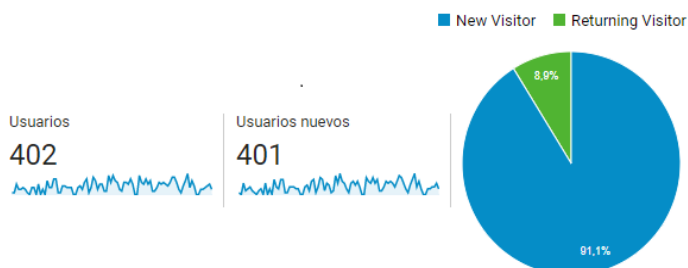 New Visitor Returning Visitor
8,9%
Usuarios Usuarios nuevos
402 401
91,1%